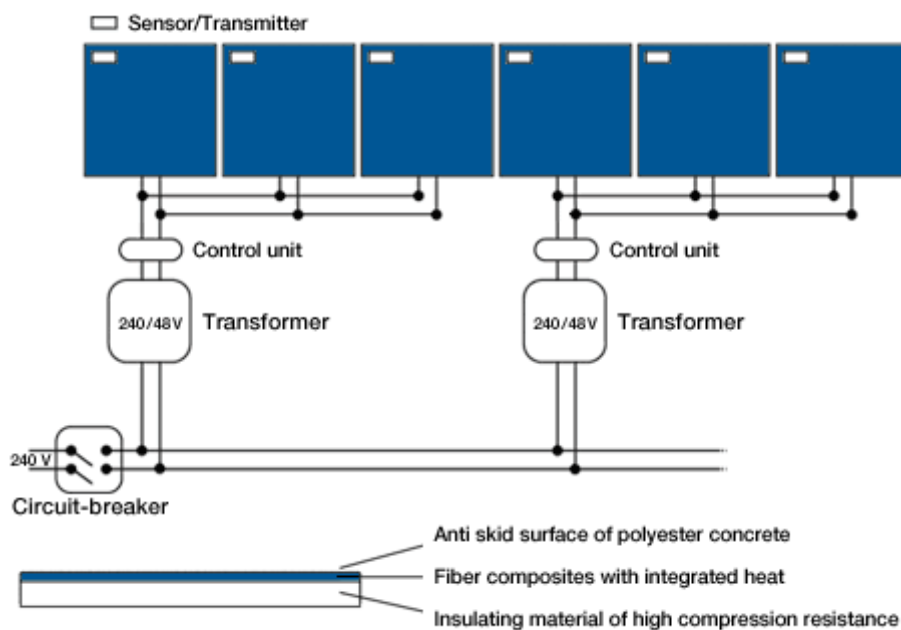 Sensor/Transmitter
Control unit
Control unit
240/48V
Transformer
240/48V
Transformer
240 V
Circuit-breaker
Anti skid surface of polyester concrete
Fiber composites with integrated heat
Insulating material of high compression resistance